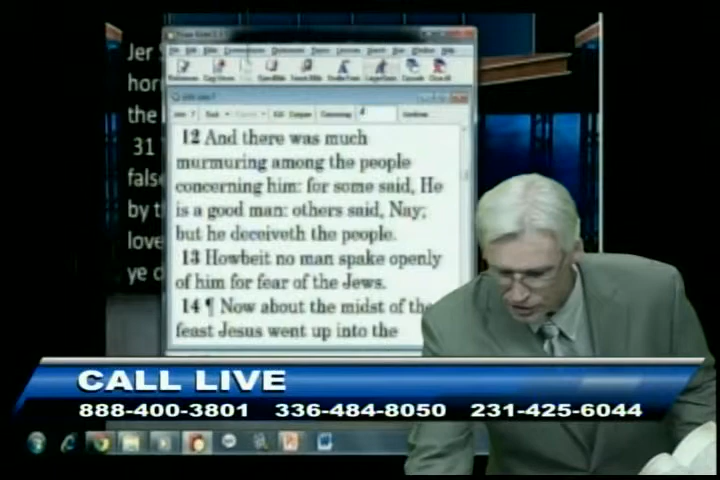 Jer
hor
the
31
false
by t
love
ye d
12 And there was much
murmuring among the people
concerning him: for some said, He
is a good man: others said, Nay;
but he deceiveth the people.
13 Howbeit no man spake openly
of him for fear of the Jews.
14 ¶ Now about the midst of the
feast Jesus went up into the
CALL LIVE
888-400-3801 336-484-8050 231-425-6044